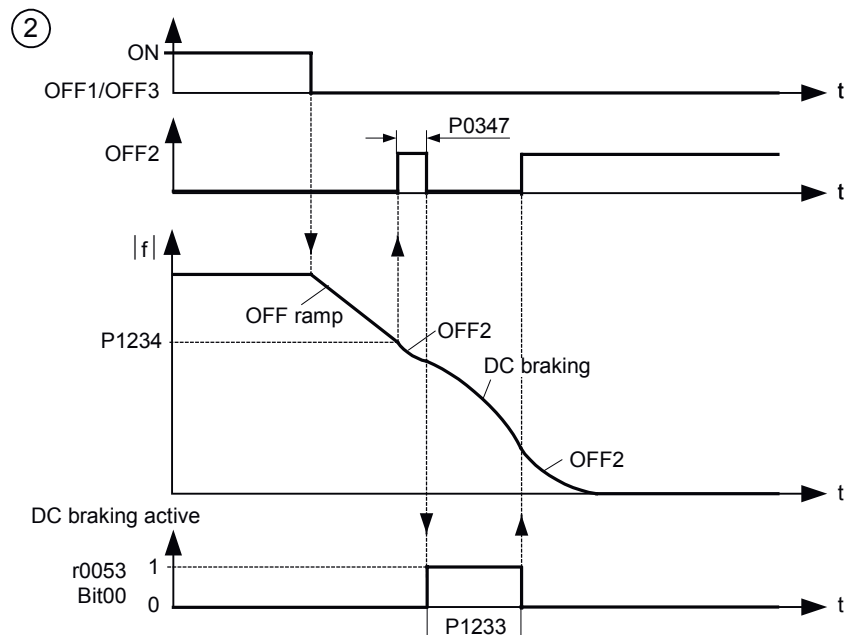 2
ON
OFF1/OFF3
t
P0347
OFF2
t
|f|
OFF ramp
P1234
OFF2
DC braking
OFF2
t
DC braking active
r0053 1
Bit00 0
t
P1233